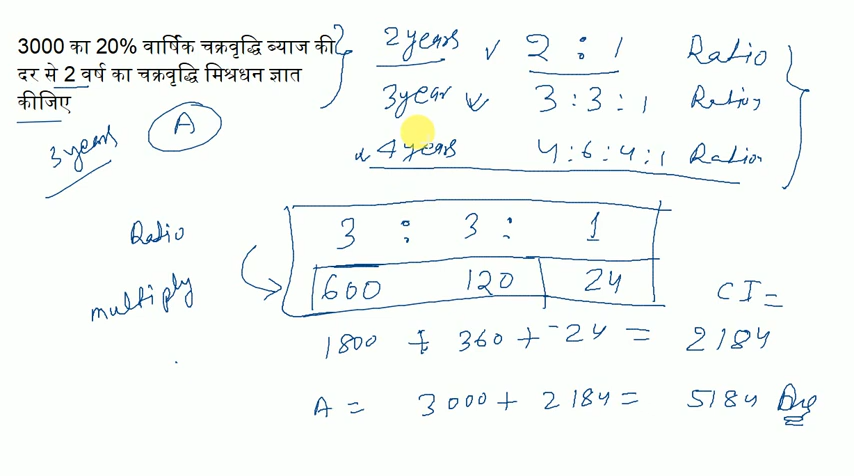 3000 का 20% वार्षिक चक्रवृद्धि ब्याज की
दर से 2 वर्ष का चक्रवृद्धि मिश्रधन ज्ञात
कीजिए
3 years
A
2 years 2 : 1 Ratio
3 year 3 : 3 : 1 Ratios
4 years 4 : 6 : 4 : 1 Ratio
Ratio
multiply
3 : 3 : 1
600 120 24
CI =
1800 + 360 + 24 = 2184
A = 3000 + 2184 = 5184 Ans